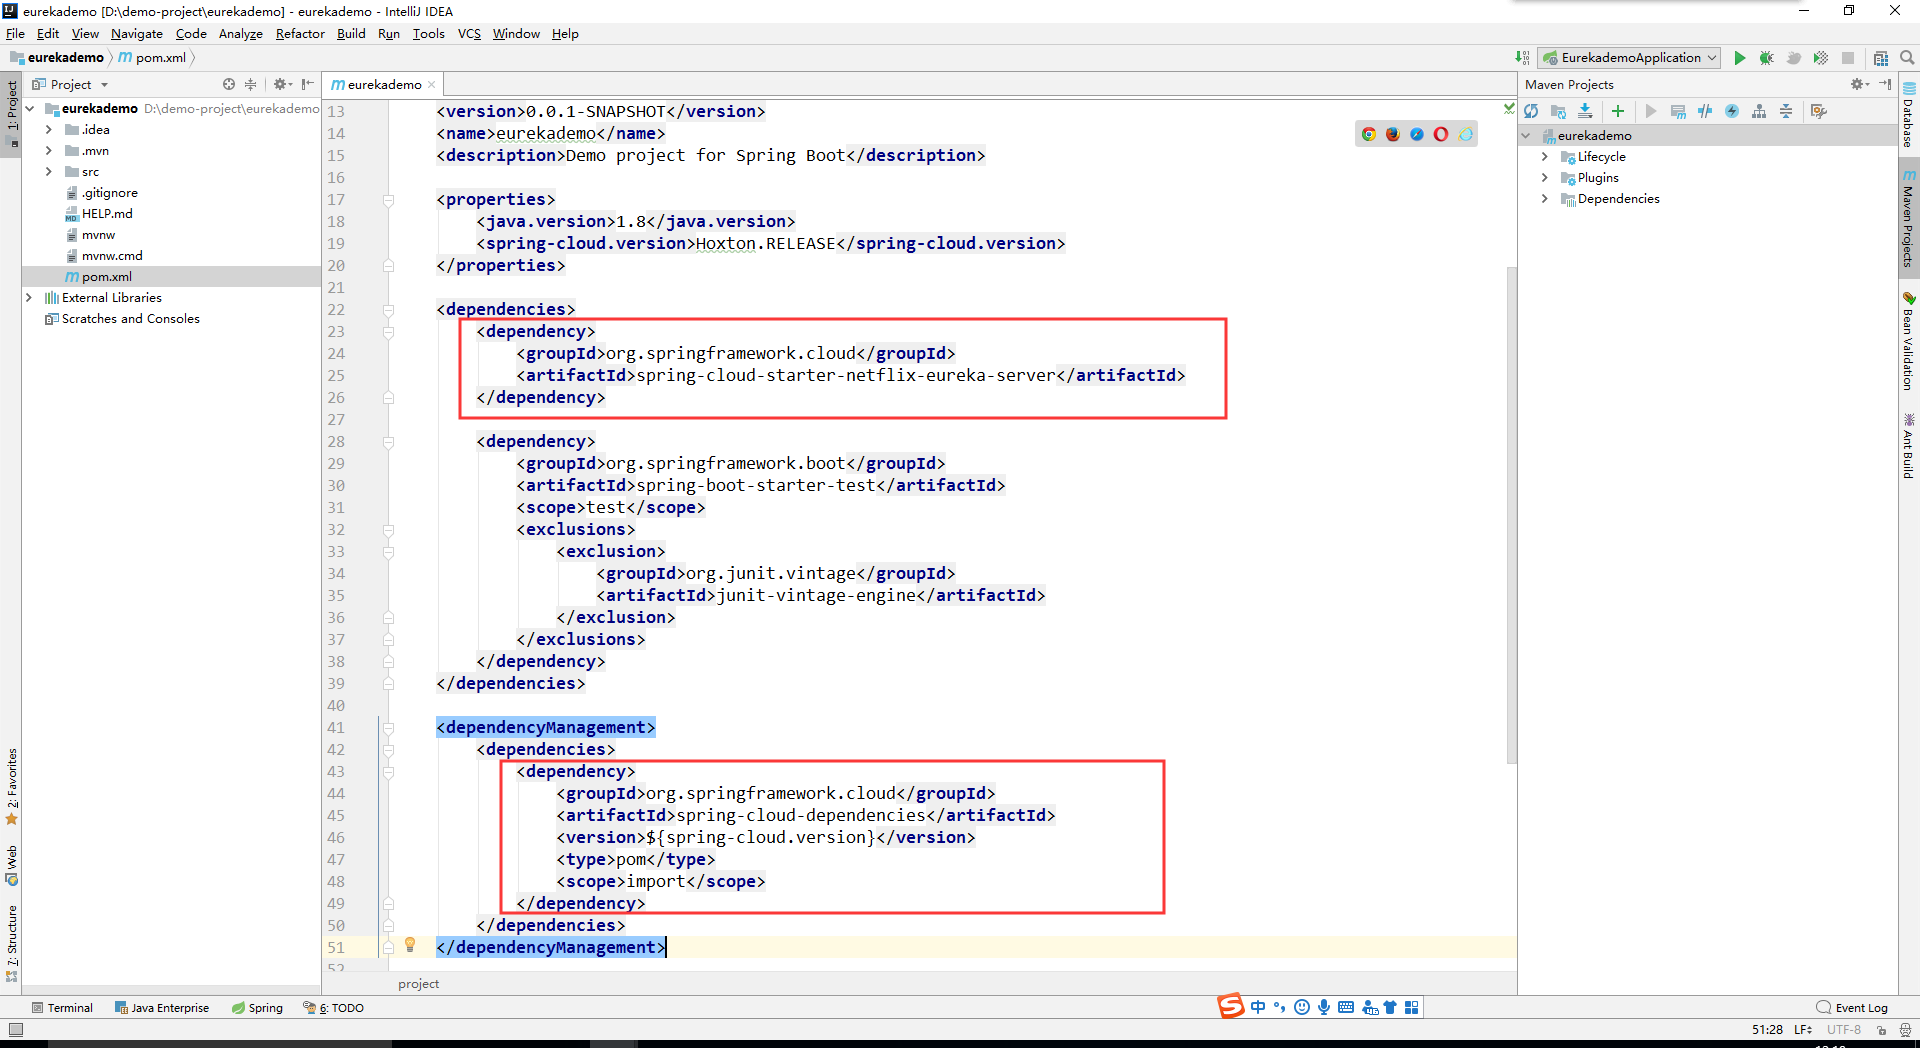 eurekademo [D:\demo-project\eurekademo] - eurekademo - IntelliJ IDEA
File Edit View Navigate Code Analyze Refactor Build Run Tools VCS Window Help
eurekademo pom.xml
EurekademoApplication
1: Project
Project
eurekademo D:\demo-project\eurekademo
.idea
.mvn
src
.gitignore
HELP.md
mvnw
mvnw.cmd
pom.xml
External Libraries
Scratches and Consoles
2: Favorites
Web
7: Structure
eurekademo
13 <version>0.0.1-SNAPSHOT</version>
14 <name>eurekademo</name>
15 <description>Demo project for Spring Boot</description>
16
17 <properties>
18 <java.version>1.8</java.version>
19 <spring-cloud.version>Hoxton.RELEASE</spring-cloud.version>
20 </properties>
21
22 <dependencies>
23 <dependency>
24 <groupId>org.springframework.cloud</groupId>
25 <artifactId>spring-cloud-starter-netflix-eureka-server</artifactId>
26 </dependency>
27
28 <dependency>
29 <groupId>org.springframework.boot</groupId>
30 <artifactId>spring-boot-starter-test</artifactId>
31 <scope>test</scope>
32 <exclusions>
33 <exclusion>
34 <groupId>org.junit.vintage</groupId>
35 <artifactId>junit-vintage-engine</artifactId>
36 </exclusion>
37 </exclusions>
38 </dependency>
39 </dependencies>
40
41 <dependencyManagement>
42 <dependencies>
43 <dependency>
44 <groupId>org.springframework.cloud</groupId>
45 <artifactId>spring-cloud-dependencies</artifactId>
46 <version>${spring-cloud.version}</version>
47 <type>pom</type>
48 <scope>import</scope>
49 </dependency>
50 </dependencies>
51 </dependencyManagement>
52
project
Maven Projects
eurekademo
Lifecycle
Plugins
Dependencies
Database
Maven Projects
Bean Validation
Ant Build
Terminal Java Enterprise Spring 6: TODO
中
Event Log
51:28 LF UTF-8